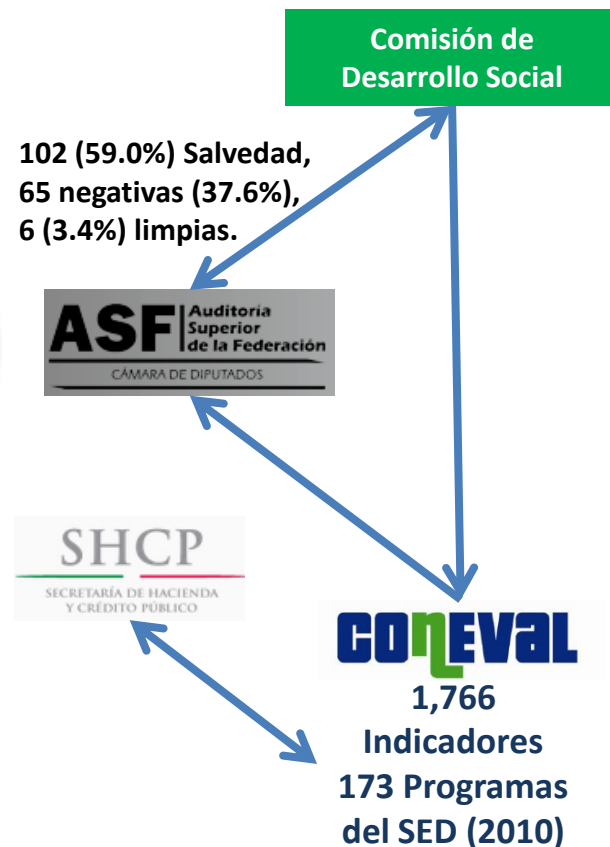 Comisión de
Desarrollo Social
102 (59.0%) Salvedad,
65 negativas (37.6%),
6 (3.4%) limpias.
ASF Auditoría
Superior
de la Federación
CÁMARA DE DIPUTADOS
SHCP
SECRETARÍA DE HACIENDA
Y CRÉDITO PÚBLICO
CONEVAL
1,766
Indicadores
173 Programas
del SED (2010)